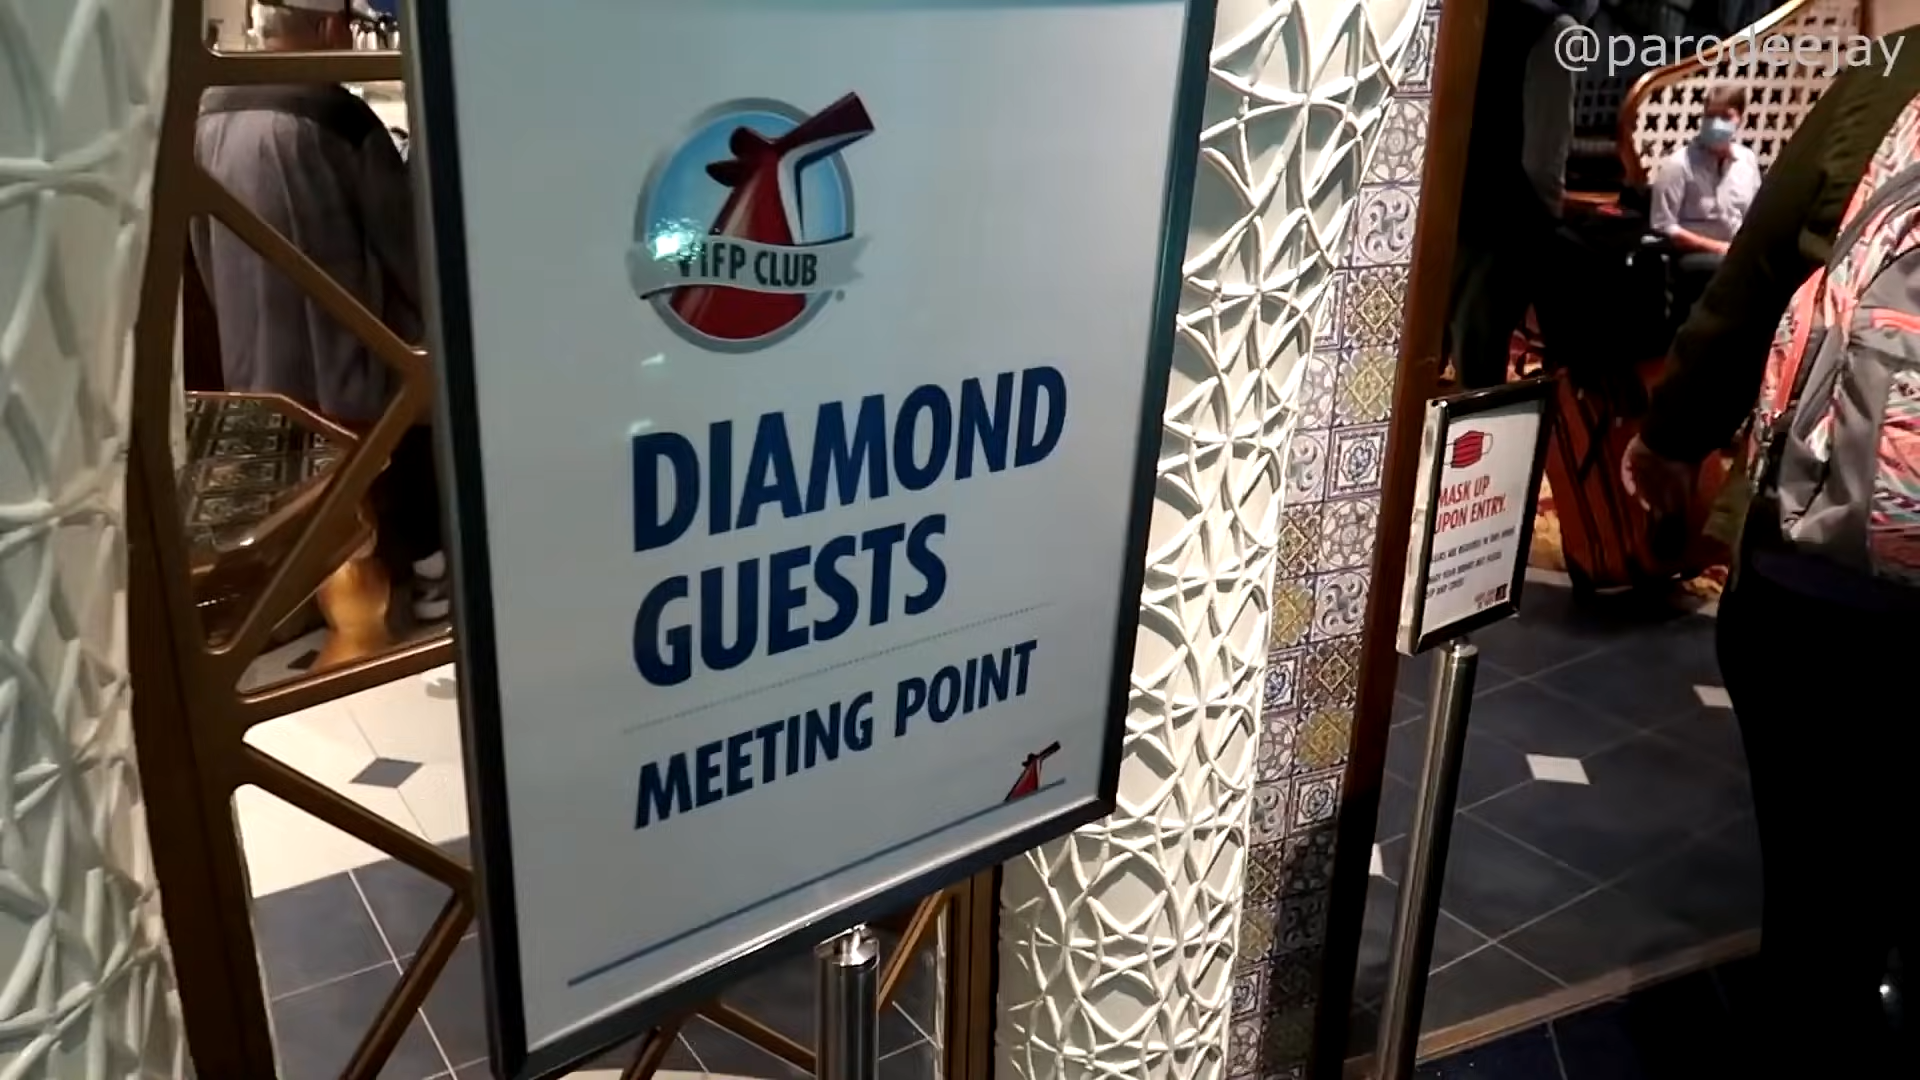 @parodeejay
VIFP CLUB
DIAMOND
GUESTS
MEETING POINT
MASK UP
UPON ENTRY.